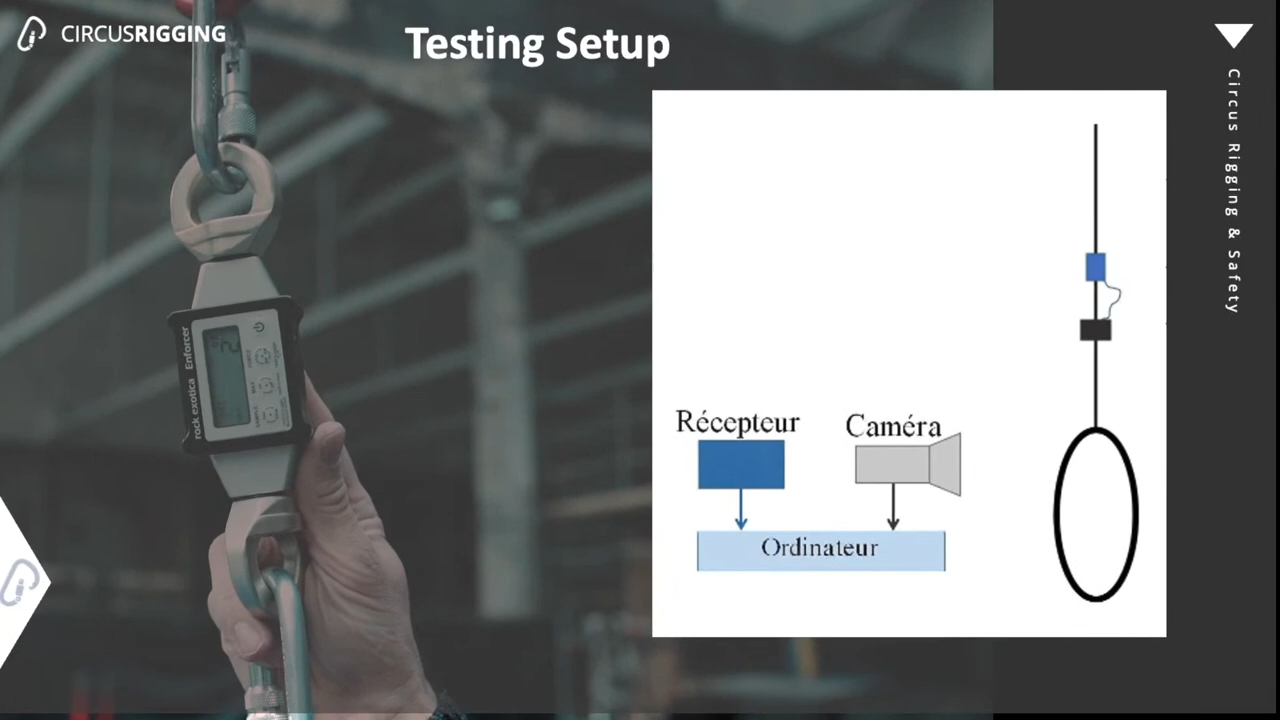 CIRCUSRIGGING
Testing Setup
Circus Rigging & Safety
rock exotica Enforcer
Récepteur
Caméra
Ordinateur